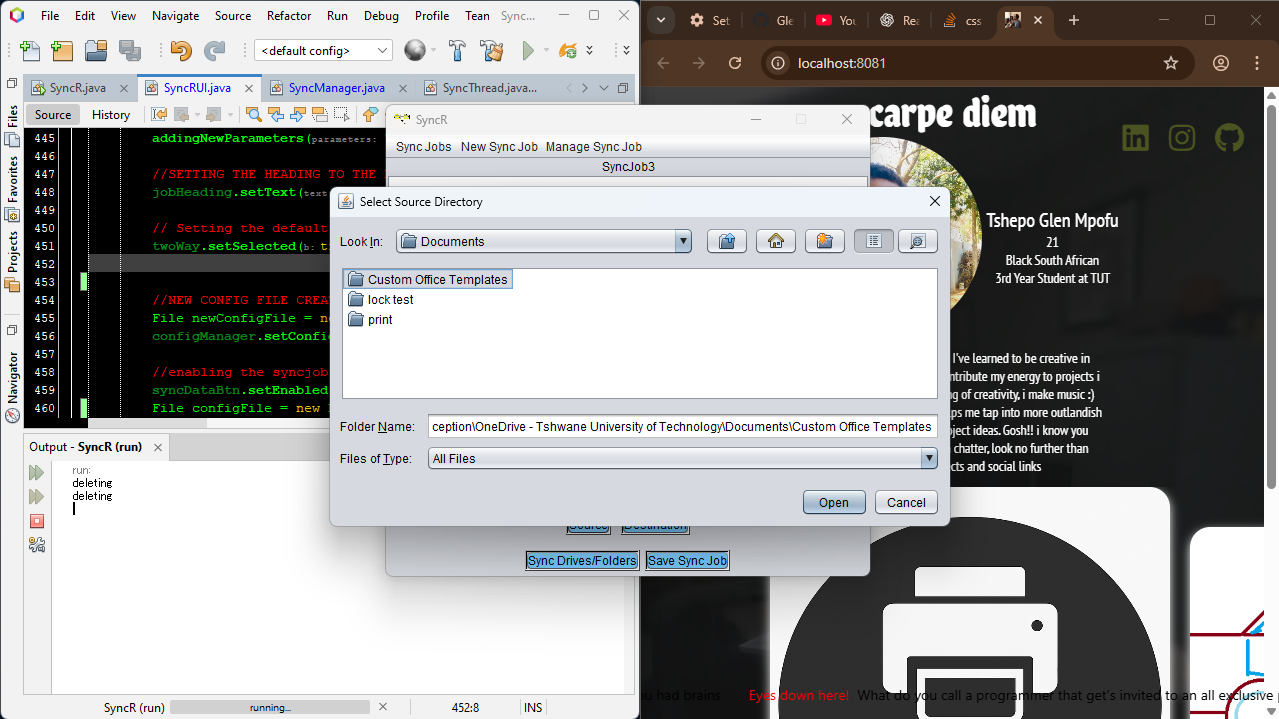 File Edit View Navigate Source Refactor Run Debug Profile Team Sync...
<default config>
SyncR.java SyncRUI.java SyncManager.java SyncThread.java...
Source History
Files
Favorites
Projects
Navigator
445 addingNewParameters(parameters:
446
447 //SETTING THE HEADING TO THE
448 jobHeading.setText(text
449
450 // Setting the default
451 twoWay.setSelected(b:
452
453
454 //NEW CONFIG FILE CREA
455 File newConfigFile =
456 configManager.setConfi
457
458 //enabling the syncjob
459 syncDataBtn.setEnabled
460 File configFile = new
Output - SyncR (run)
run:
deleting
deleting
SyncR (run) running... 452:8 INS
SyncR
Sync Jobs New Sync Job Manage Sync Job
SyncJob3
Select Source Directory
Look In: Documents
Custom Office Templates
lock test
print
Folder Name: ception\OneDrive - Tshwane University of Technology\Documents\Custom Office Templates
Files of Type: All Files
Open Cancel
Source Destination
Sync Drives/Folders Save Sync Job
Set Gle You Rea css
localhost:8081
carpe diem
Tshepo Glen Mpofu
21
Black South African
3rd Year Student at TUT
I've learned to be creative in
ntribute my energy to projects i
ng of creativity, i make music :)
ps me tap into more outlandish
ject ideas. Gosh!! i know you
chatter, look no further than
cts and social links
u had brains Eyes down here! What do you call a programmer that get's invited to an all exclusive p